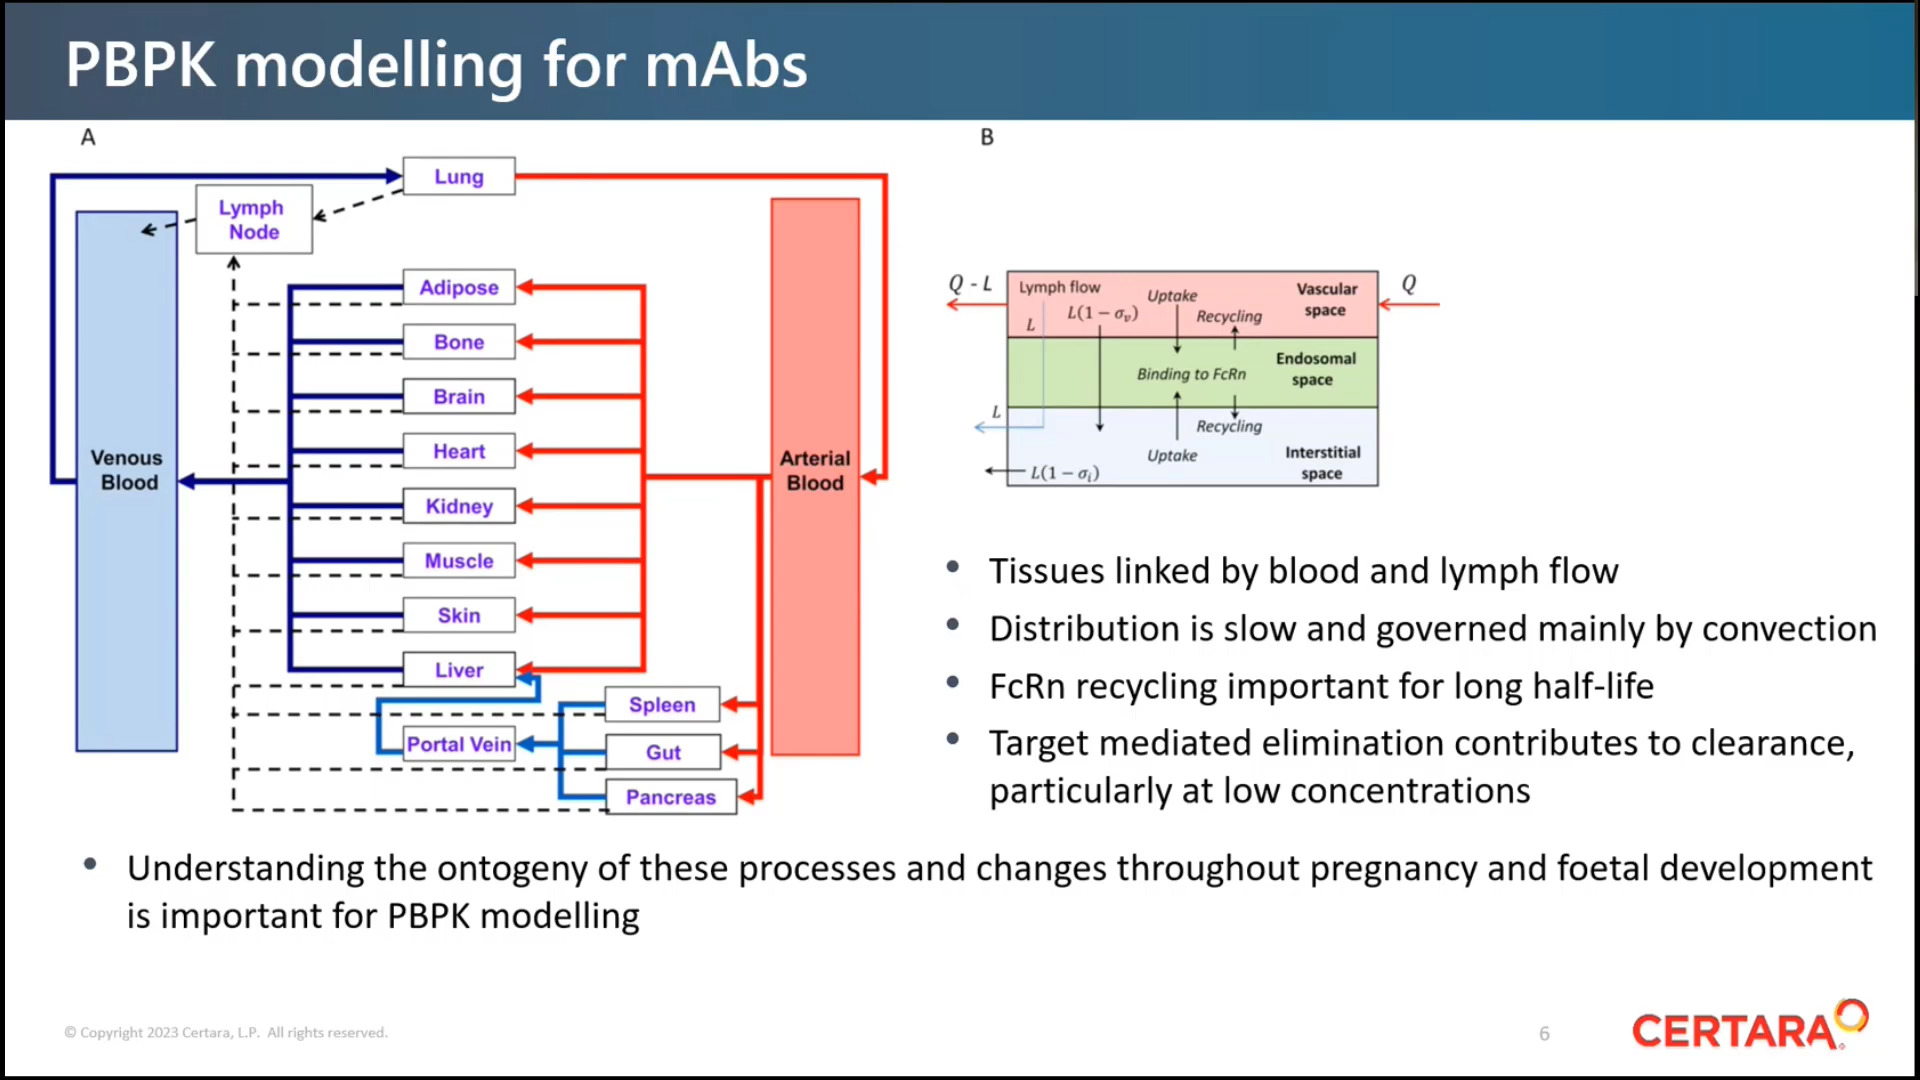 PBPK modelling for mAbs
A
Lung
Lymph
Node
Adipose
Bone
Brain
Heart
Kidney
Muscle
Skin
Liver
Spleen
Portal Vein
Gut
Pancreas
Venous
Blood
Arterial
Blood
B
Q - L
Q
Lymph flow
L
L(1 − σᵥ)
Uptake
Recycling
Vascular
space
Binding to FcRn
Endosomal
space
L
Recycling
Uptake
Interstitial
space
L(1 − σᵢ)
• Tissues linked by blood and lymph flow
• Distribution is slow and governed mainly by convection
• FcRn recycling important for long half-life
• Target mediated elimination contributes to clearance,
particularly at low concentrations
• Understanding the ontogeny of these processes and changes throughout pregnancy and foetal development
is important for PBPK modelling
© Copyright 2023 Certara, L.P. All rights reserved.
6
CERTARA